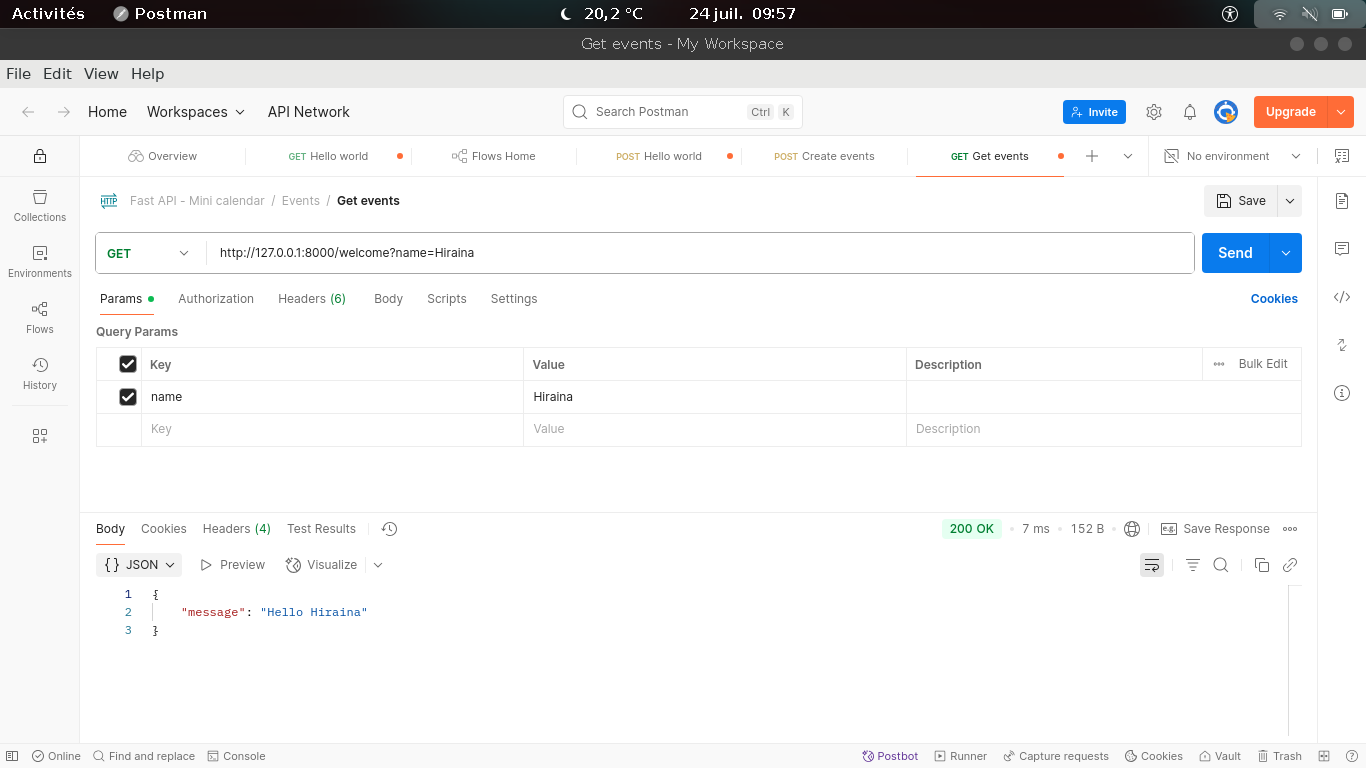 Activités Postman 20,2 °C 24 juil. 09:57
Get events - My Workspace
File Edit View Help
Home Workspaces API Network Search Postman Ctrl K Invite Upgrade
Overview GET Hello world Flows Home POST Hello world POST Create events GET Get events No environment
Collections
Environments
Flows
History
HTTP Fast API - Mini calendar / Events / Get events Save
GET http://127.0.0.1:8000/welcome?name=Hiraina Send
Params Authorization Headers (6) Body Scripts Settings Cookies
Query Params
Key Value Description Bulk Edit
name Hiraina
Key Value Description
Body Cookies Headers (4) Test Results 200 OK 7 ms 152 B e.g. Save Response
{} JSON Preview Visualize
1 {
2 "message": "Hello Hiraina"
3 }
Online Find and replace Console Postbot Runner Capture requests Cookies Vault Trash